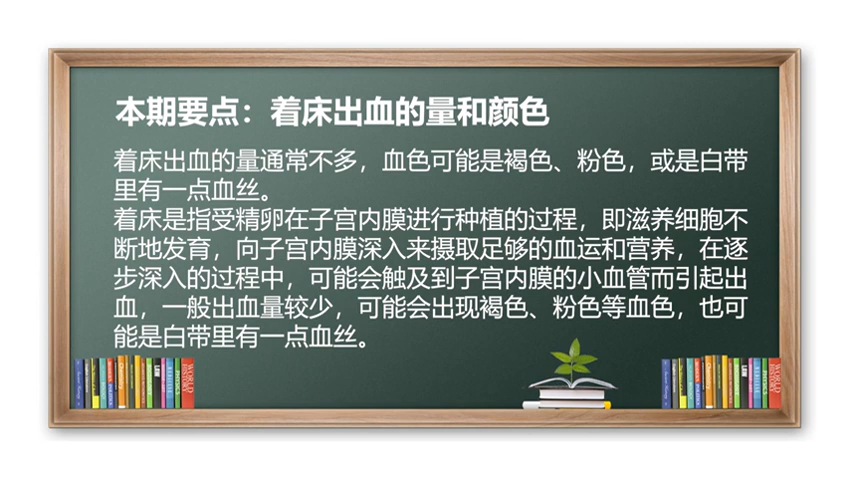 本期要点：着床出血的量和颜色
着床出血的量通常不多，血色可能是褐色、粉色，或是白带
里有一点血丝。
着床是指受精卵在子宫内膜进行种植的过程，即滋养细胞不
断地发育，向子宫内膜深入来摄取足够的血运和营养，在逐
步深入的过程中，可能会触及到子宫内膜的小血管而引起出
血，一般出血量较少，可能会出现褐色、粉色等血色，也可
能是白带里有一点血丝。
WORLD HISTORY
WORLD HISTORY